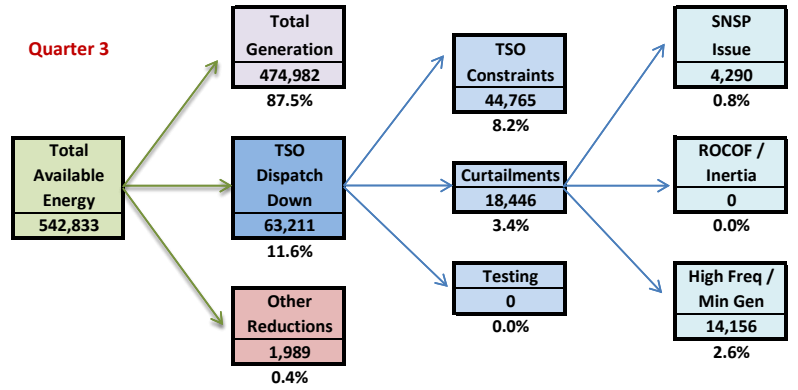 Quarter 3
Total
Available
Energy
542,833
Total
Generation
474,982
87.5%
TSO
Dispatch
Down
63,211
11.6%
Other
Reductions
1,989
0.4%
TSO
Constraints
44,765
8.2%
Curtailments
18,446
3.4%
Testing
0
0.0%
SNSP
Issue
4,290
0.8%
ROCOF /
Inertia
0
0.0%
High Freq /
Min Gen
14,156
2.6%